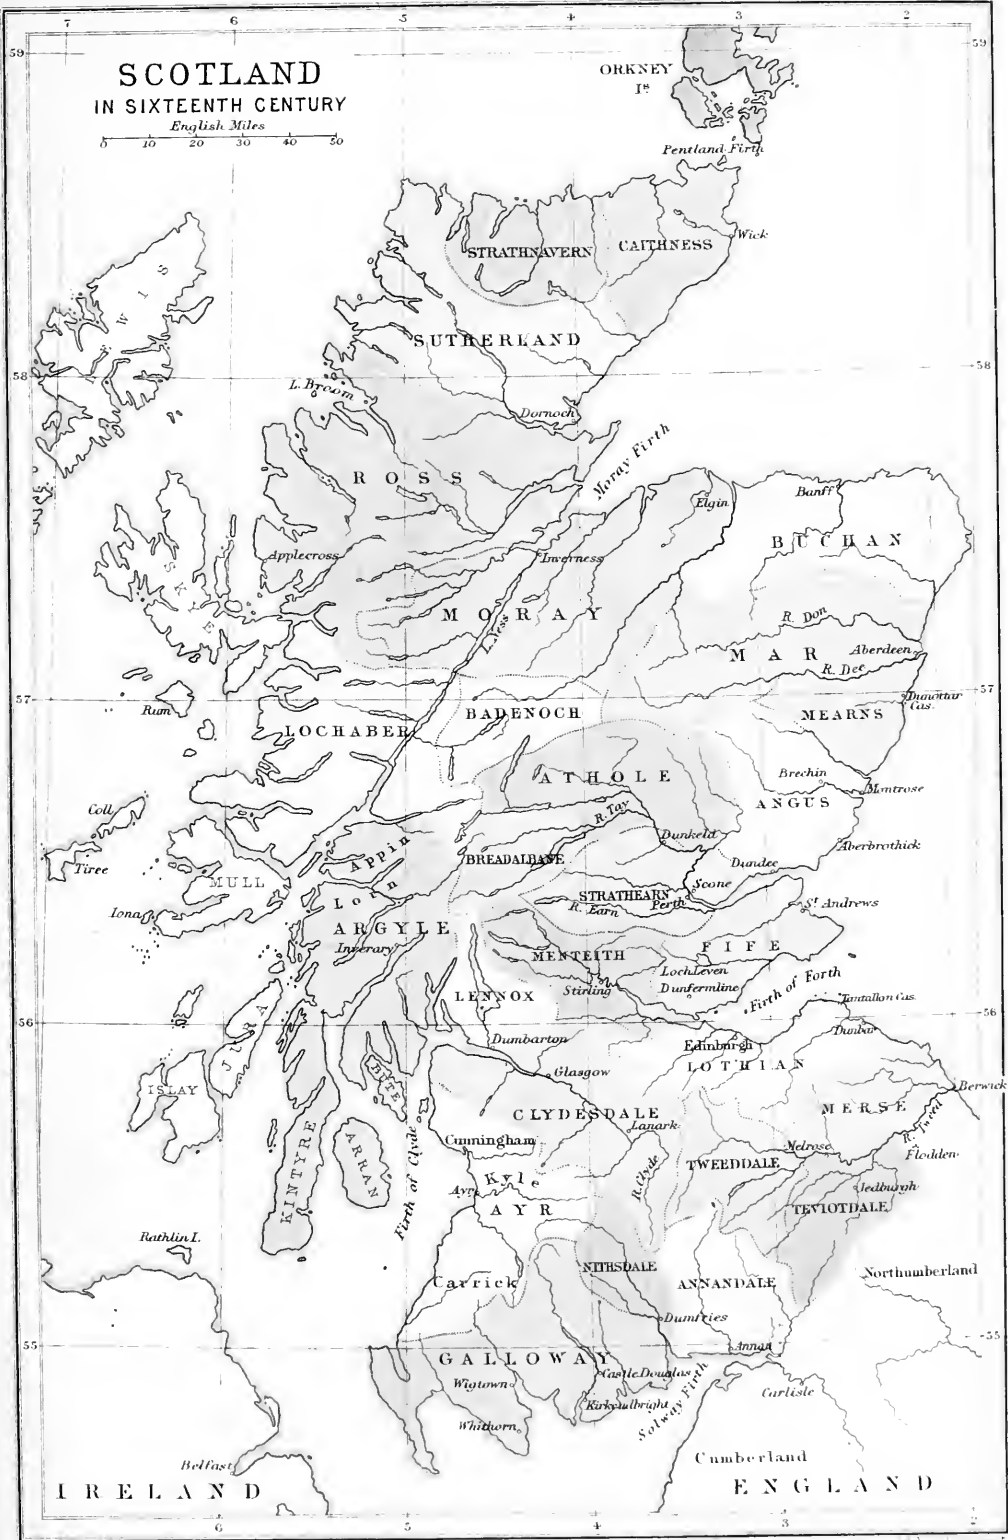 7 6 5 4 3 2
59 59
SCOTLAND
IN SIXTEENTH CENTURY
English Miles
0 10 20 30 40 50
ORKNEY
Is
Pentland Firth
STRATHNAVERN
CAITHNESS
Wick
LEWIS
SUTHERLAND
58 58
L. Broom
Dornoch
Moray Firth
ROSS
Elgin
Banff
BUCHAN
Applecross
Inverness
SKYE
MORAY
L. Ness
R. Don
MAR
Aberdeen
R. Dee
57 57
Rum
Dunottar
Cas.
BADENOCH
MEARNS
LOCHABER
ATHOLE
Brechin
Montrose
Coll
R. Tay
ANGUS
Appin
Dunkeld
Aberbrothick
Tiree
BREADALBANE
Dundee
MULL
Lorn
Scone
STRATHEARN
Perth
R. Earn
St. Andrews
Iona
ARGYLE
Inverary
MENTEITH
FIFE
Loch Leven
Stirling
Dunfermline
Firth of Forth
LENNOX
Tantallon Cas.
56 56
JURA
Dumbarton
Edinburgh
Dunbar
LOTHIAN
BUTE
Glasgow
ISLAY
Berwick
CLYDESDALE
MERSE
Lanark
R. Tweed
Firth of Clyde
Cunningham
Melrose
Flodden
ARRAN
TWEEDDALE
KINTYRE
Kyle
R. Clyde
Jedburgh
Ayr
AYR
TEVIOTDALE
Rathlin I.
NITHSDALE
Northumberland
Carrick
ANNANDALE
Dumfries
55 55
Annan
GALLOWAY
Castle Douglas
Wigtown
Carlisle
Kirkcudbright
Solway Firth
Whithorn
Cumberland
Belfast
IRELAND
ENGLAND
6 5 4 3 2